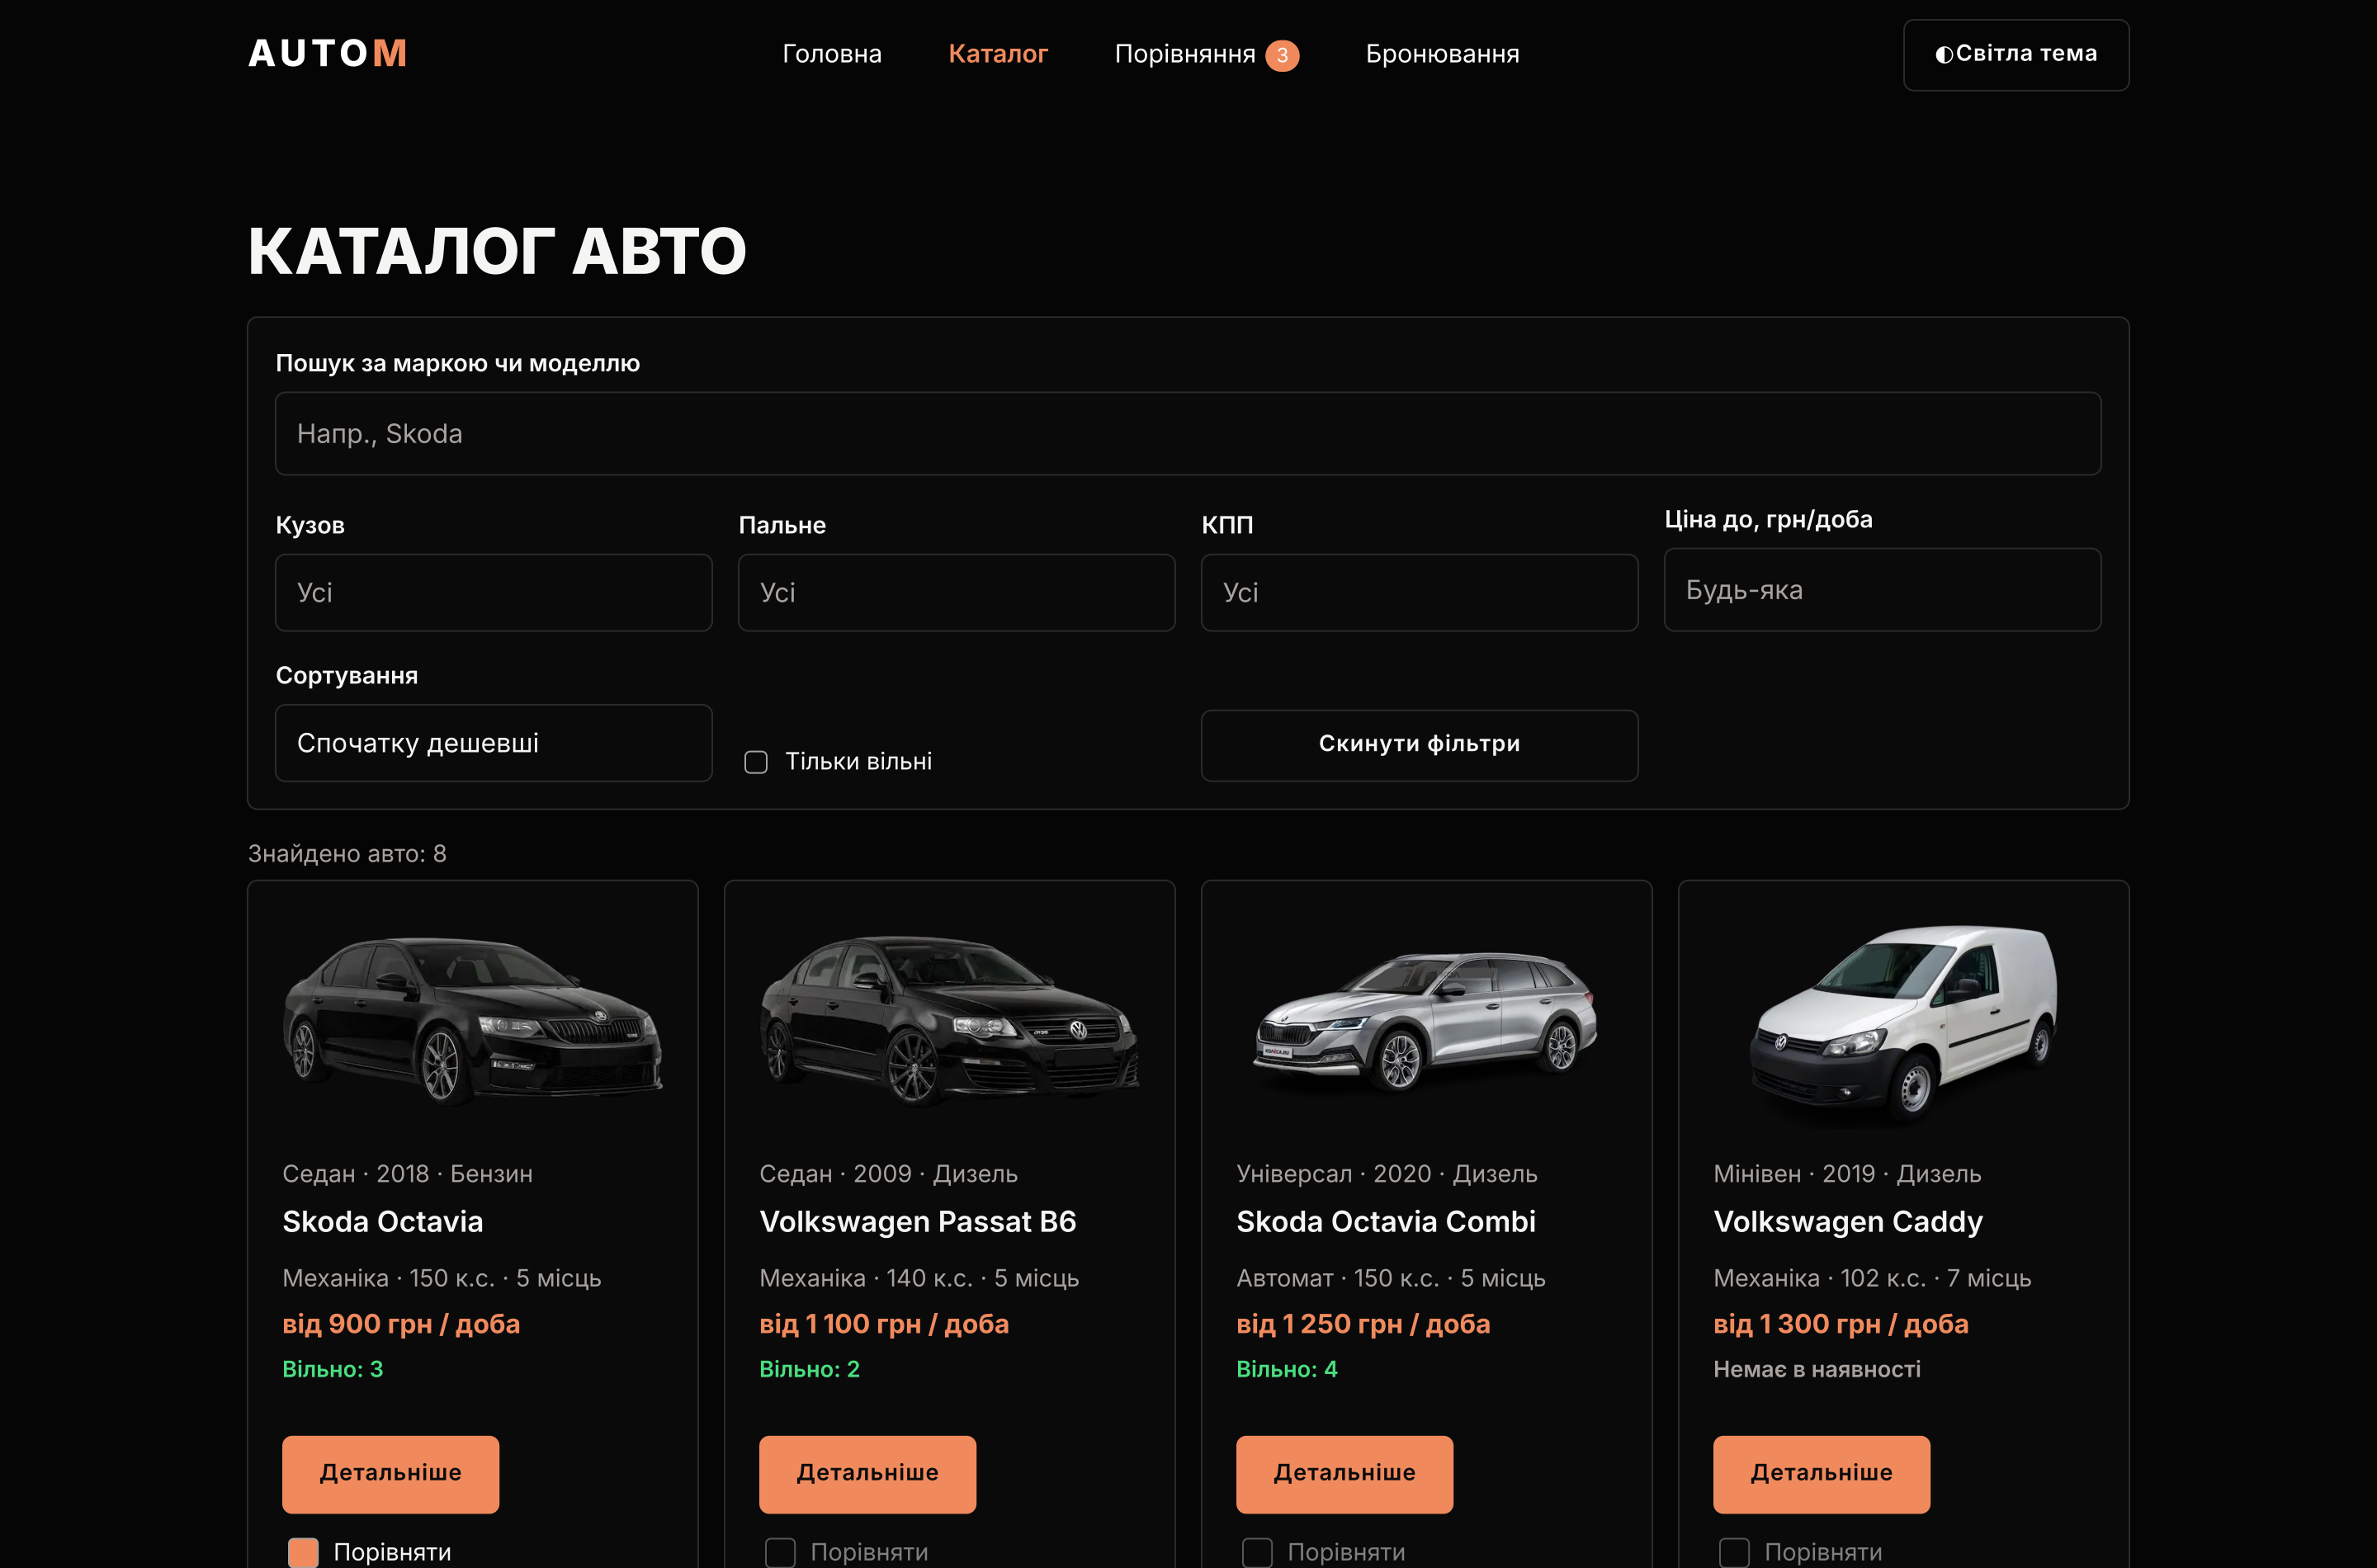 AUTOM
Головна
Каталог
Порівняння 3
Бронювання
Світла тема
КАТАЛОГ АВТО
Пошук за маркою чи моделлю
Напр., Skoda
Кузов
Пальне
КПП
Ціна до, грн/доба
Усі
Усі
Усі
Будь-яка
Сортування
Спочатку дешевші
Тільки вільні
Скинути фільтри
Знайдено авто: 8
Седан · 2018 · Бензин
Skoda Octavia
Механіка · 150 к.с. · 5 місць
від 900 грн / доба
Вільно: 3
Детальніше
Порівняти
Седан · 2009 · Дизель
Volkswagen Passat B6
Механіка · 140 к.с. · 5 місць
від 1 100 грн / доба
Вільно: 2
Детальніше
Порівняти
Універсал · 2020 · Дизель
Skoda Octavia Combi
Автомат · 150 к.с. · 5 місць
від 1 250 грн / доба
Вільно: 4
Детальніше
Порівняти
Мінівен · 2019 · Дизель
Volkswagen Caddy
Механіка · 102 к.с. · 7 місць
від 1 300 грн / доба
Немає в наявності
Детальніше
Порівняти